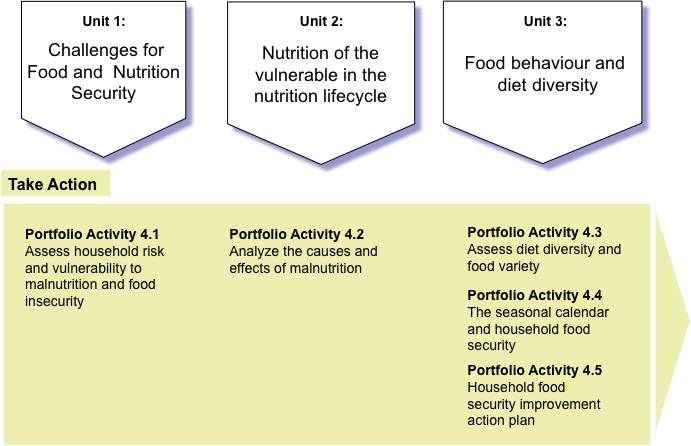 Unit 1:
Challenges for
Food and Nutrition
Security
Unit 2:
Nutrition of the
vulnerable in the
nutrition lifecycle
Unit 3:
Food behaviour and
diet diversity
Take Action
Portfolio Activity 4.1
Assess household risk
and vulnerability to
malnutrition and food
insecurity
Portfolio Activity 4.2
Analyze the causes and
effects of malnutrition
Portfolio Activity 4.3
Assess diet diversity and
food variety
Portfolio Activity 4.4
The seasonal calendar
and household food
security
Portfolio Activity 4.5
Household food
security improvement
action plan